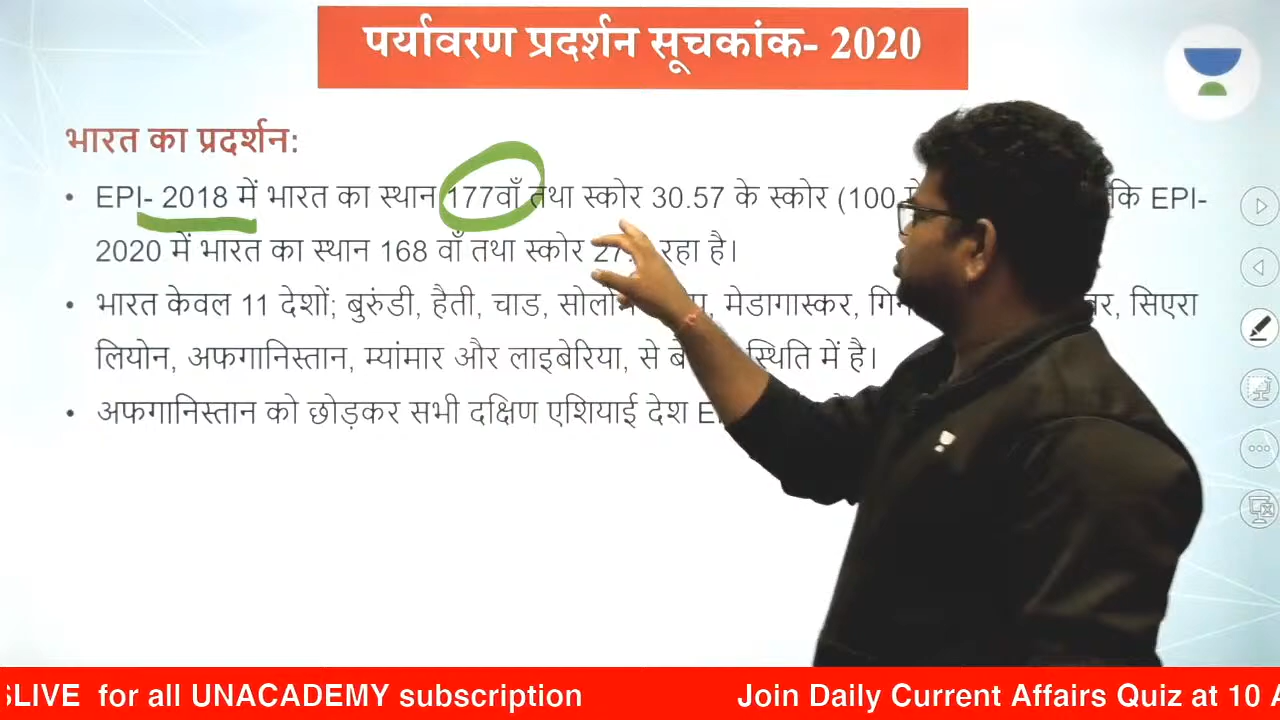 पर्यावरण प्रदर्शन सूचकांक- 2020
भारत का प्रदर्शन:
• EPI- 2018 में भारत का स्थान 177वाँ तथा स्कोर 30.57 के स्कोर (100 कि EPI-
2020 में भारत का स्थान 168 वाँ तथा स्कोर रहा है।
• भारत केवल 11 देशों; बुरुंडी, हैती, चाड, मेडागास्कर, सिएरा
लियोन, अफगानिस्तान, म्यांमार और लाइबेरिया, से स्थिति में है।
• अफगानिस्तान को छोड़कर सभी दक्षिण एशियाई देश
for all UNACADEMY subscription Join Daily Current Affairs Quiz at 10